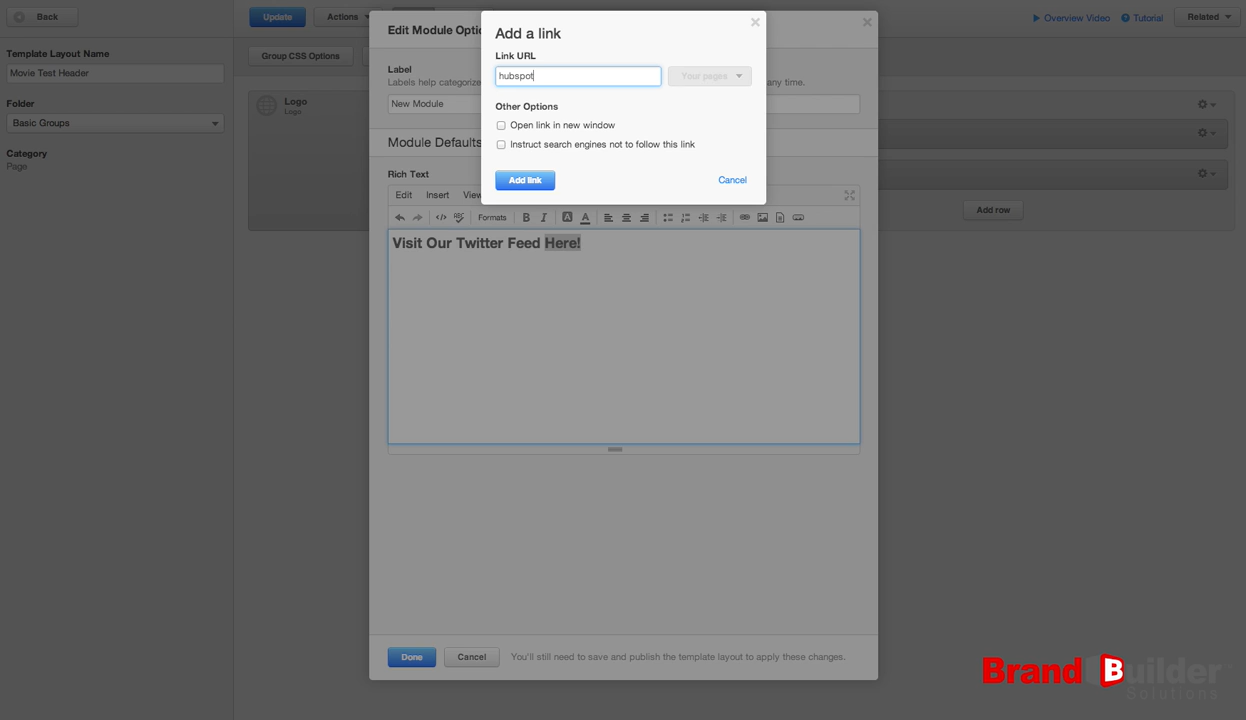 Back
Update
Actions
Overview Video
Tutorial
Related
Template Layout Name
Movie Test Header
Folder
Basic Groups
Category
Page
Group CSS Options
Logo
Logo
Add row
Edit Module Optio
Label
Labels help categorize
any time.
New Module
Module Defaults
Rich Text
Edit
Insert
View
Formats
Visit Our Twitter Feed Here!
Add a link
Link URL
hubspot
Your pages
Other Options
Open link in new window
Instruct search engines not to follow this link
Add link
Cancel
Done
Cancel
You'll still need to save and publish the template layout to apply these changes.
Brand Builder
Solutions